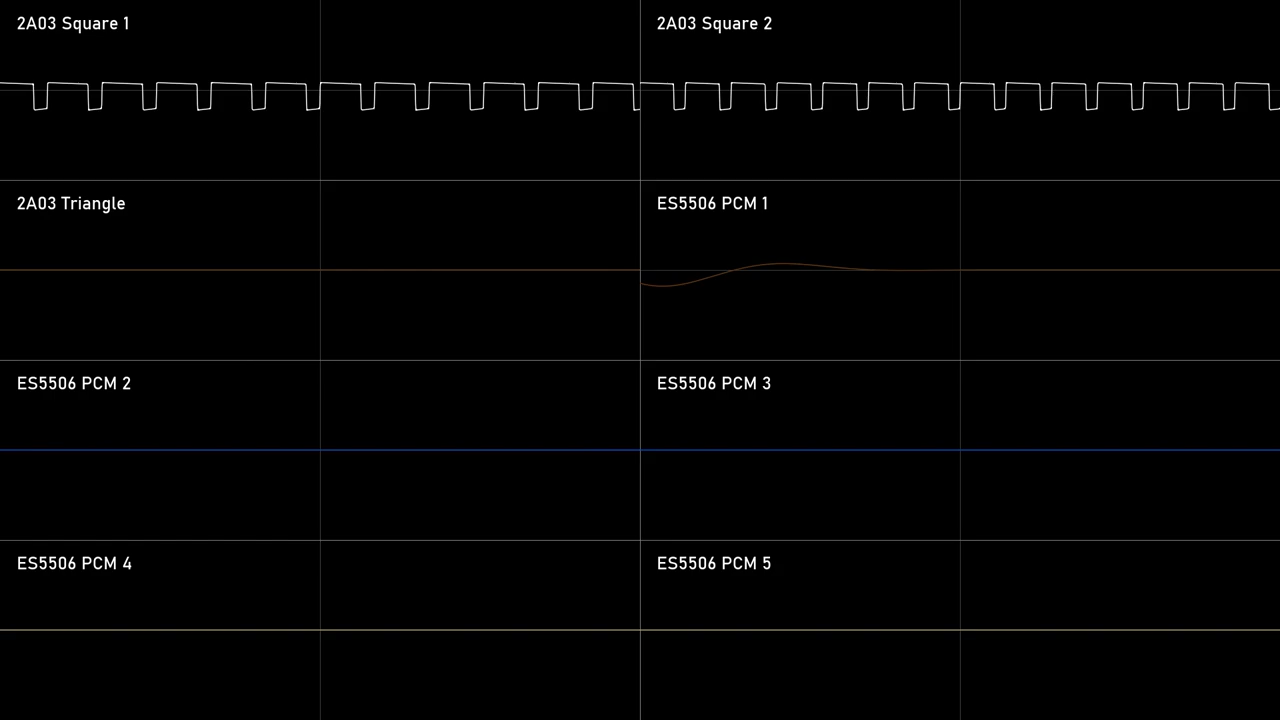 2A03 Square 1
2A03 Square 2
2A03 Triangle
ES5506 PCM 1
ES5506 PCM 2
ES5506 PCM 3
ES5506 PCM 4
ES5506 PCM 5